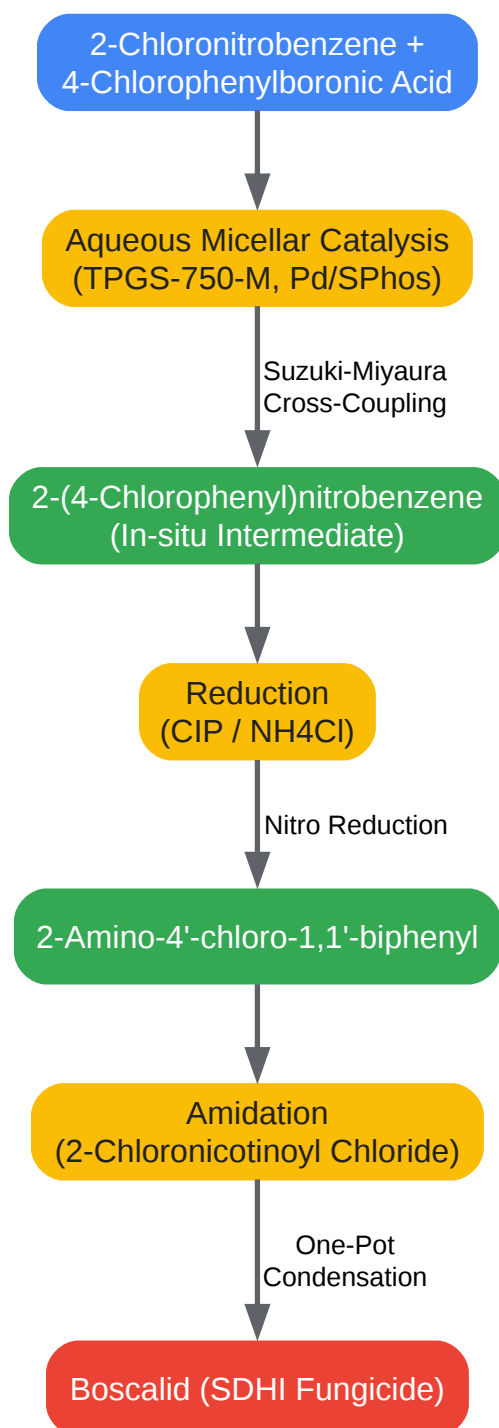 2-Chloronitrobenzene +
4-Chlorophenylboronic Acid
Aqueous Micellar Catalysis
(TPGS-750-M, Pd/SPhos)
Suzuki-Miyaura
Cross-Coupling
2-(4-Chlorophenyl)nitrobenzene
(In-situ Intermediate)
Reduction
(CIP / NH4Cl)
Nitro Reduction
2-Amino-4'-chloro-1,1'-biphenyl
Amidation
(2-Chloronicotinoyl Chloride)
One-Pot
Condensation
Boscalid (SDHI Fungicide)